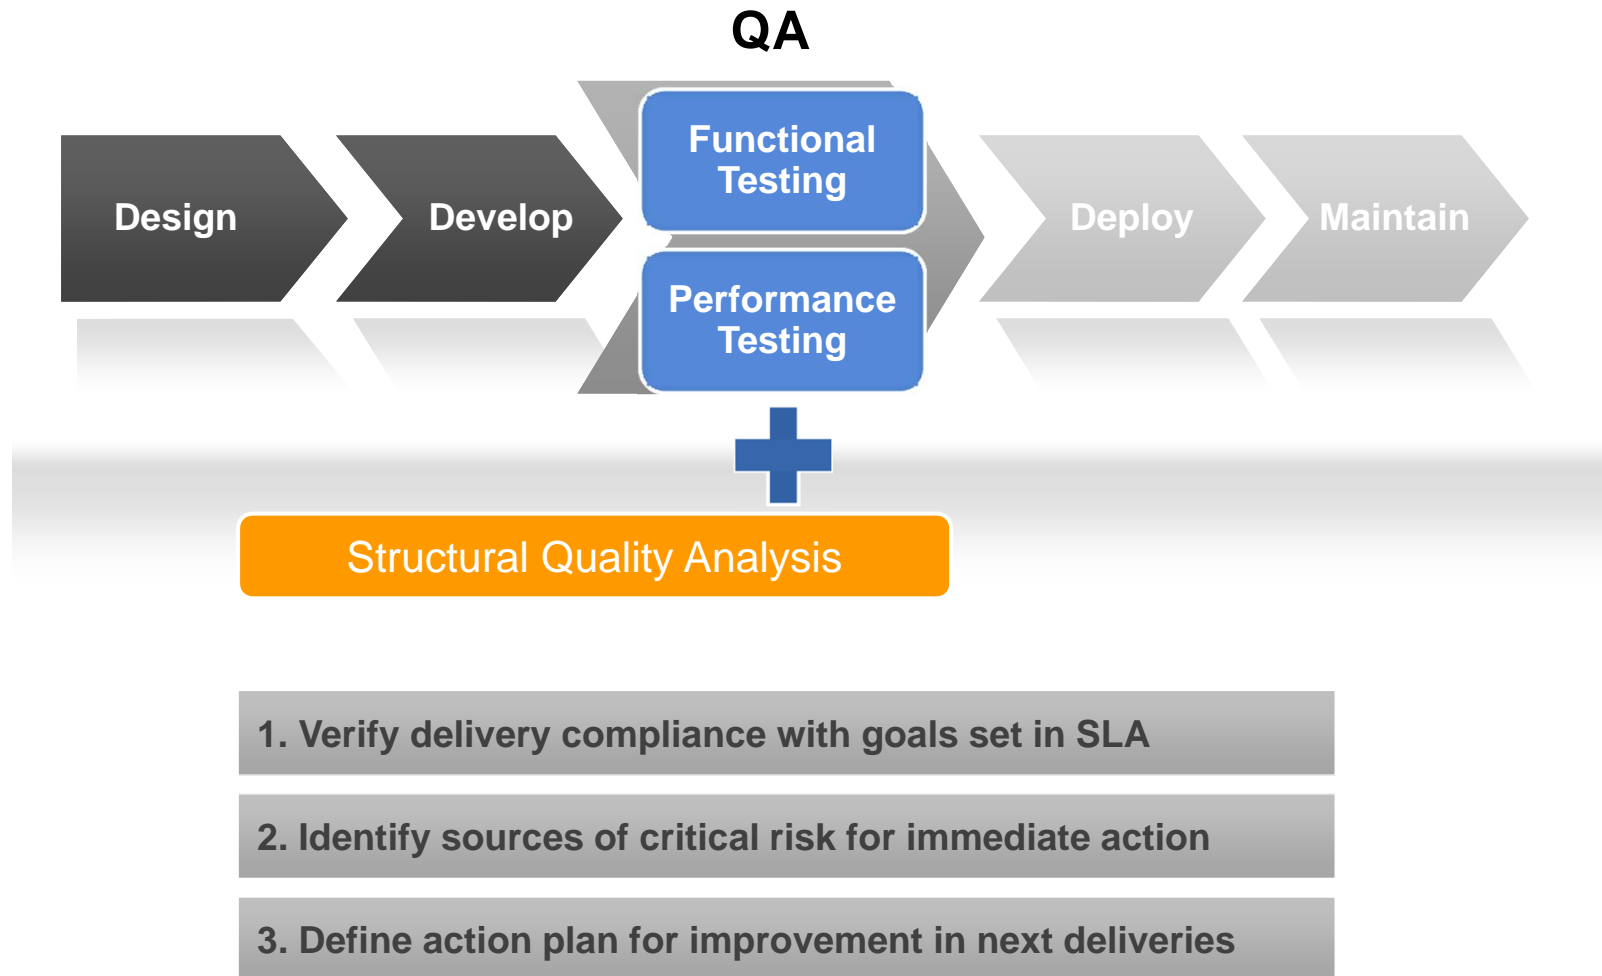 QA
Design
Develop
Functional
Testing
Performance
Testing
Deploy
Maintain
Structural Quality Analysis
1. Verify delivery compliance with goals set in SLA
2. Identify sources of critical risk for immediate action
3. Define action plan for improvement in next deliveries